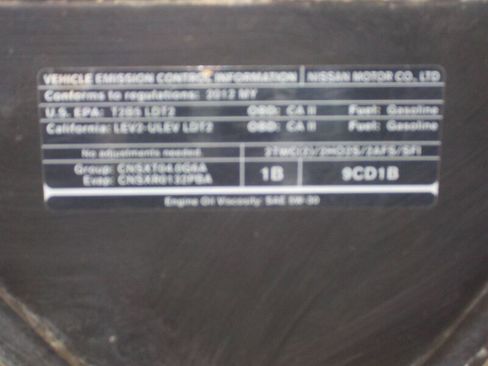 VEHICLE EMISSION CONTROL INFORMATION NISSAN MOTOR CO., LTD
Conforms to regulations: 2012 MY
U.S. EPA: T2B5 LDT2 OBD: CA II Fuel: Gasoline
California: LEV2-ULEV LDT2 OBD: CA II Fuel: Gasoline
No adjustments needed.
Group: CNSXT04.0G6A
Evap: CNSXR0132PBA
1B 9CD1B
Engine Oil Viscosity: SAE 5W-30